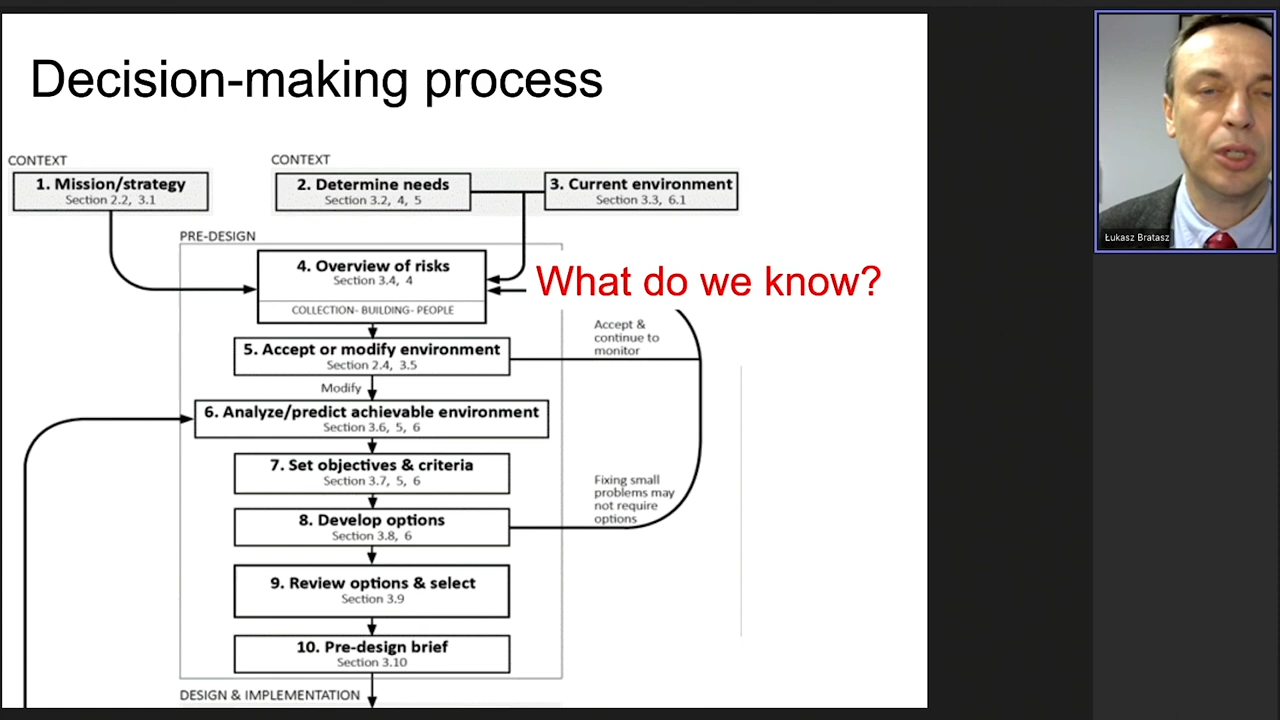 Decision-making process
CONTEXT
1. Mission/strategy
Section 2.2, 3.1
CONTEXT
2. Determine needs
Section 3.2, 4, 5
3. Current environment
Section 3.3, 6.1
PRE-DESIGN
4. Overview of risks
Section 3.4, 4
COLLECTION- BUILDING- PEOPLE
What do we know?
5. Accept or modify environment
Section 2.4, 3.5
Accept &
continue to
monitor
Modify
6. Analyze/predict achievable environment
Section 3.6, 5, 6
7. Set objectives & criteria
Section 3.7, 5, 6
8. Develop options
Section 3.8, 6
Fixing small
problems may
not require
options
9. Review options & select
Section 3.9
10. Pre-design brief
Section 3.10
DESIGN & IMPLEMENTATION
Łukasz Bratasz